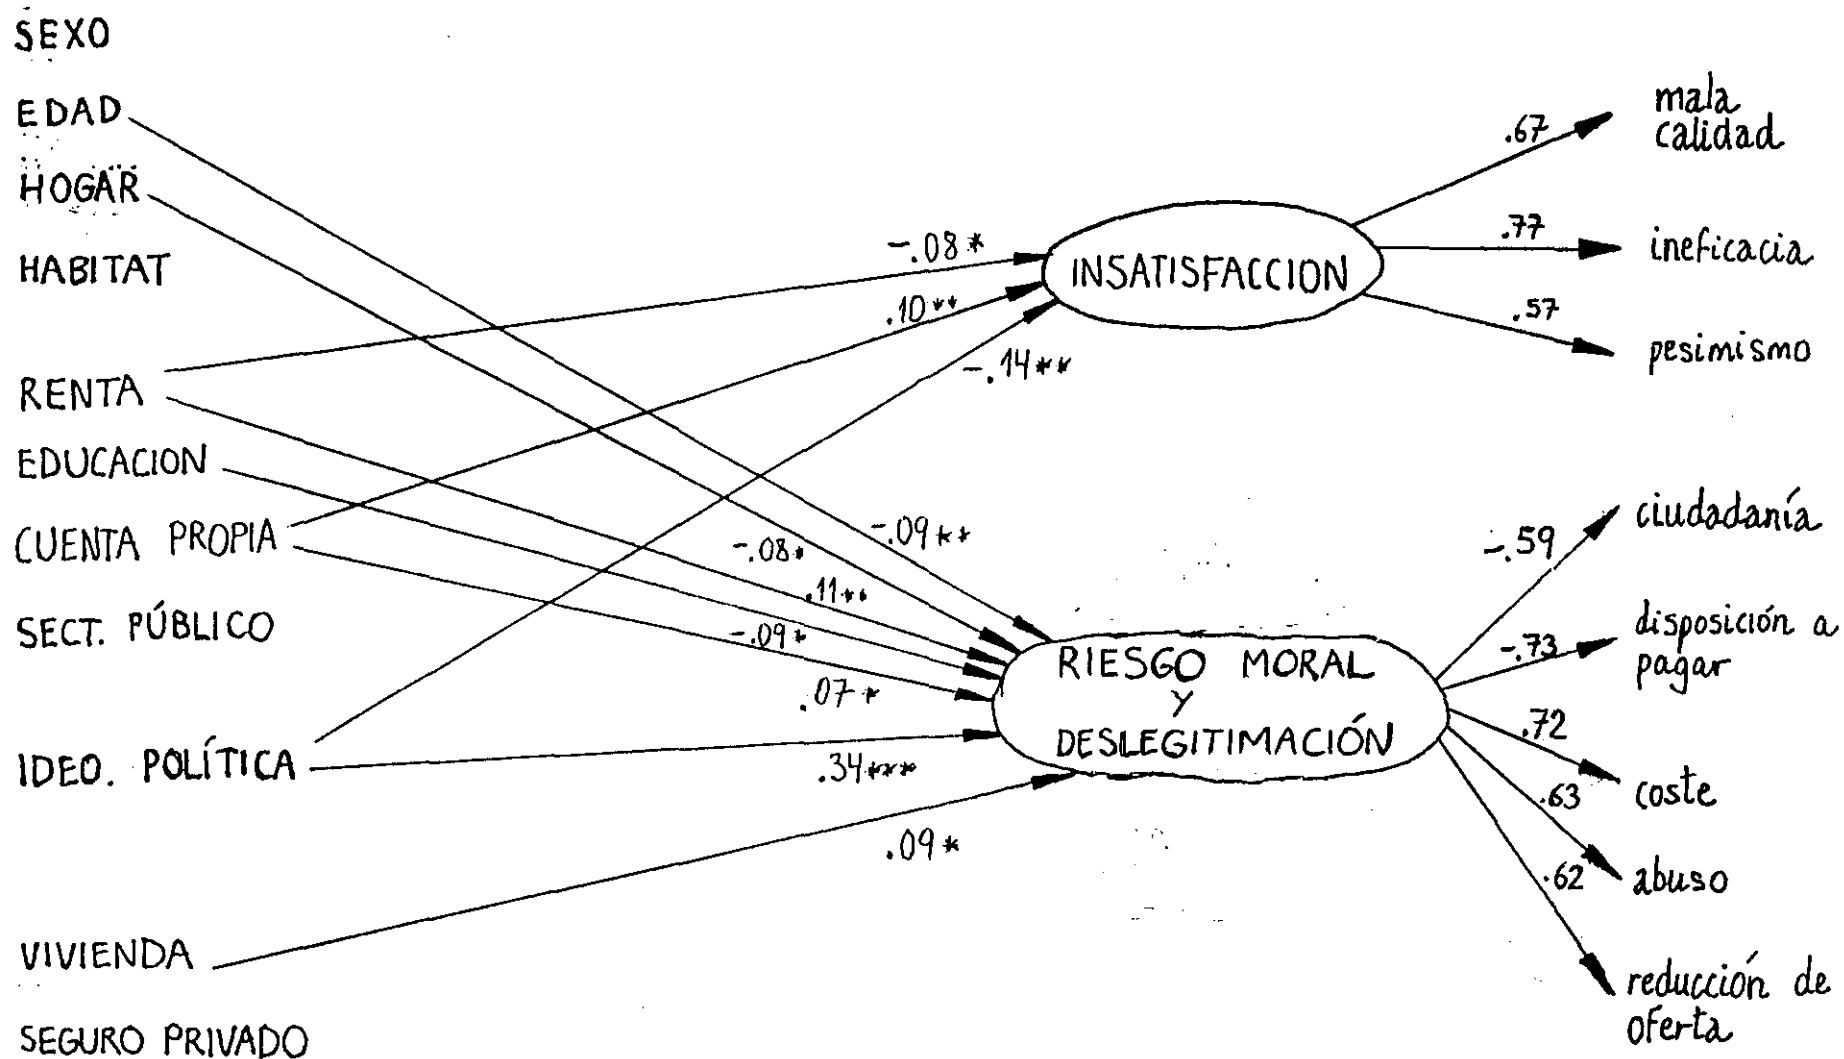 SEXO
EDAD
HOGAR
HABITAT
RENTA
EDUCACION
CUENTA PROPIA
SECT. PÚBLICO
IDEO. POLÍTICA
VIVIENDA
SEGURO PRIVADO
-.08*
.10**
-.14**
-.09**
-.08*
.11**
-.09*
.07*
.34***
.09*
INSATISFACCION
RIESGO MORAL
Y
DESLEGITIMACIÓN
.67
.77
.57
-.59
-.73
.72
.63
.62
mala
calidad
ineficacia
pesimismo
ciudadanía
disposición a
pagar
coste
abuso
reducción de
oferta